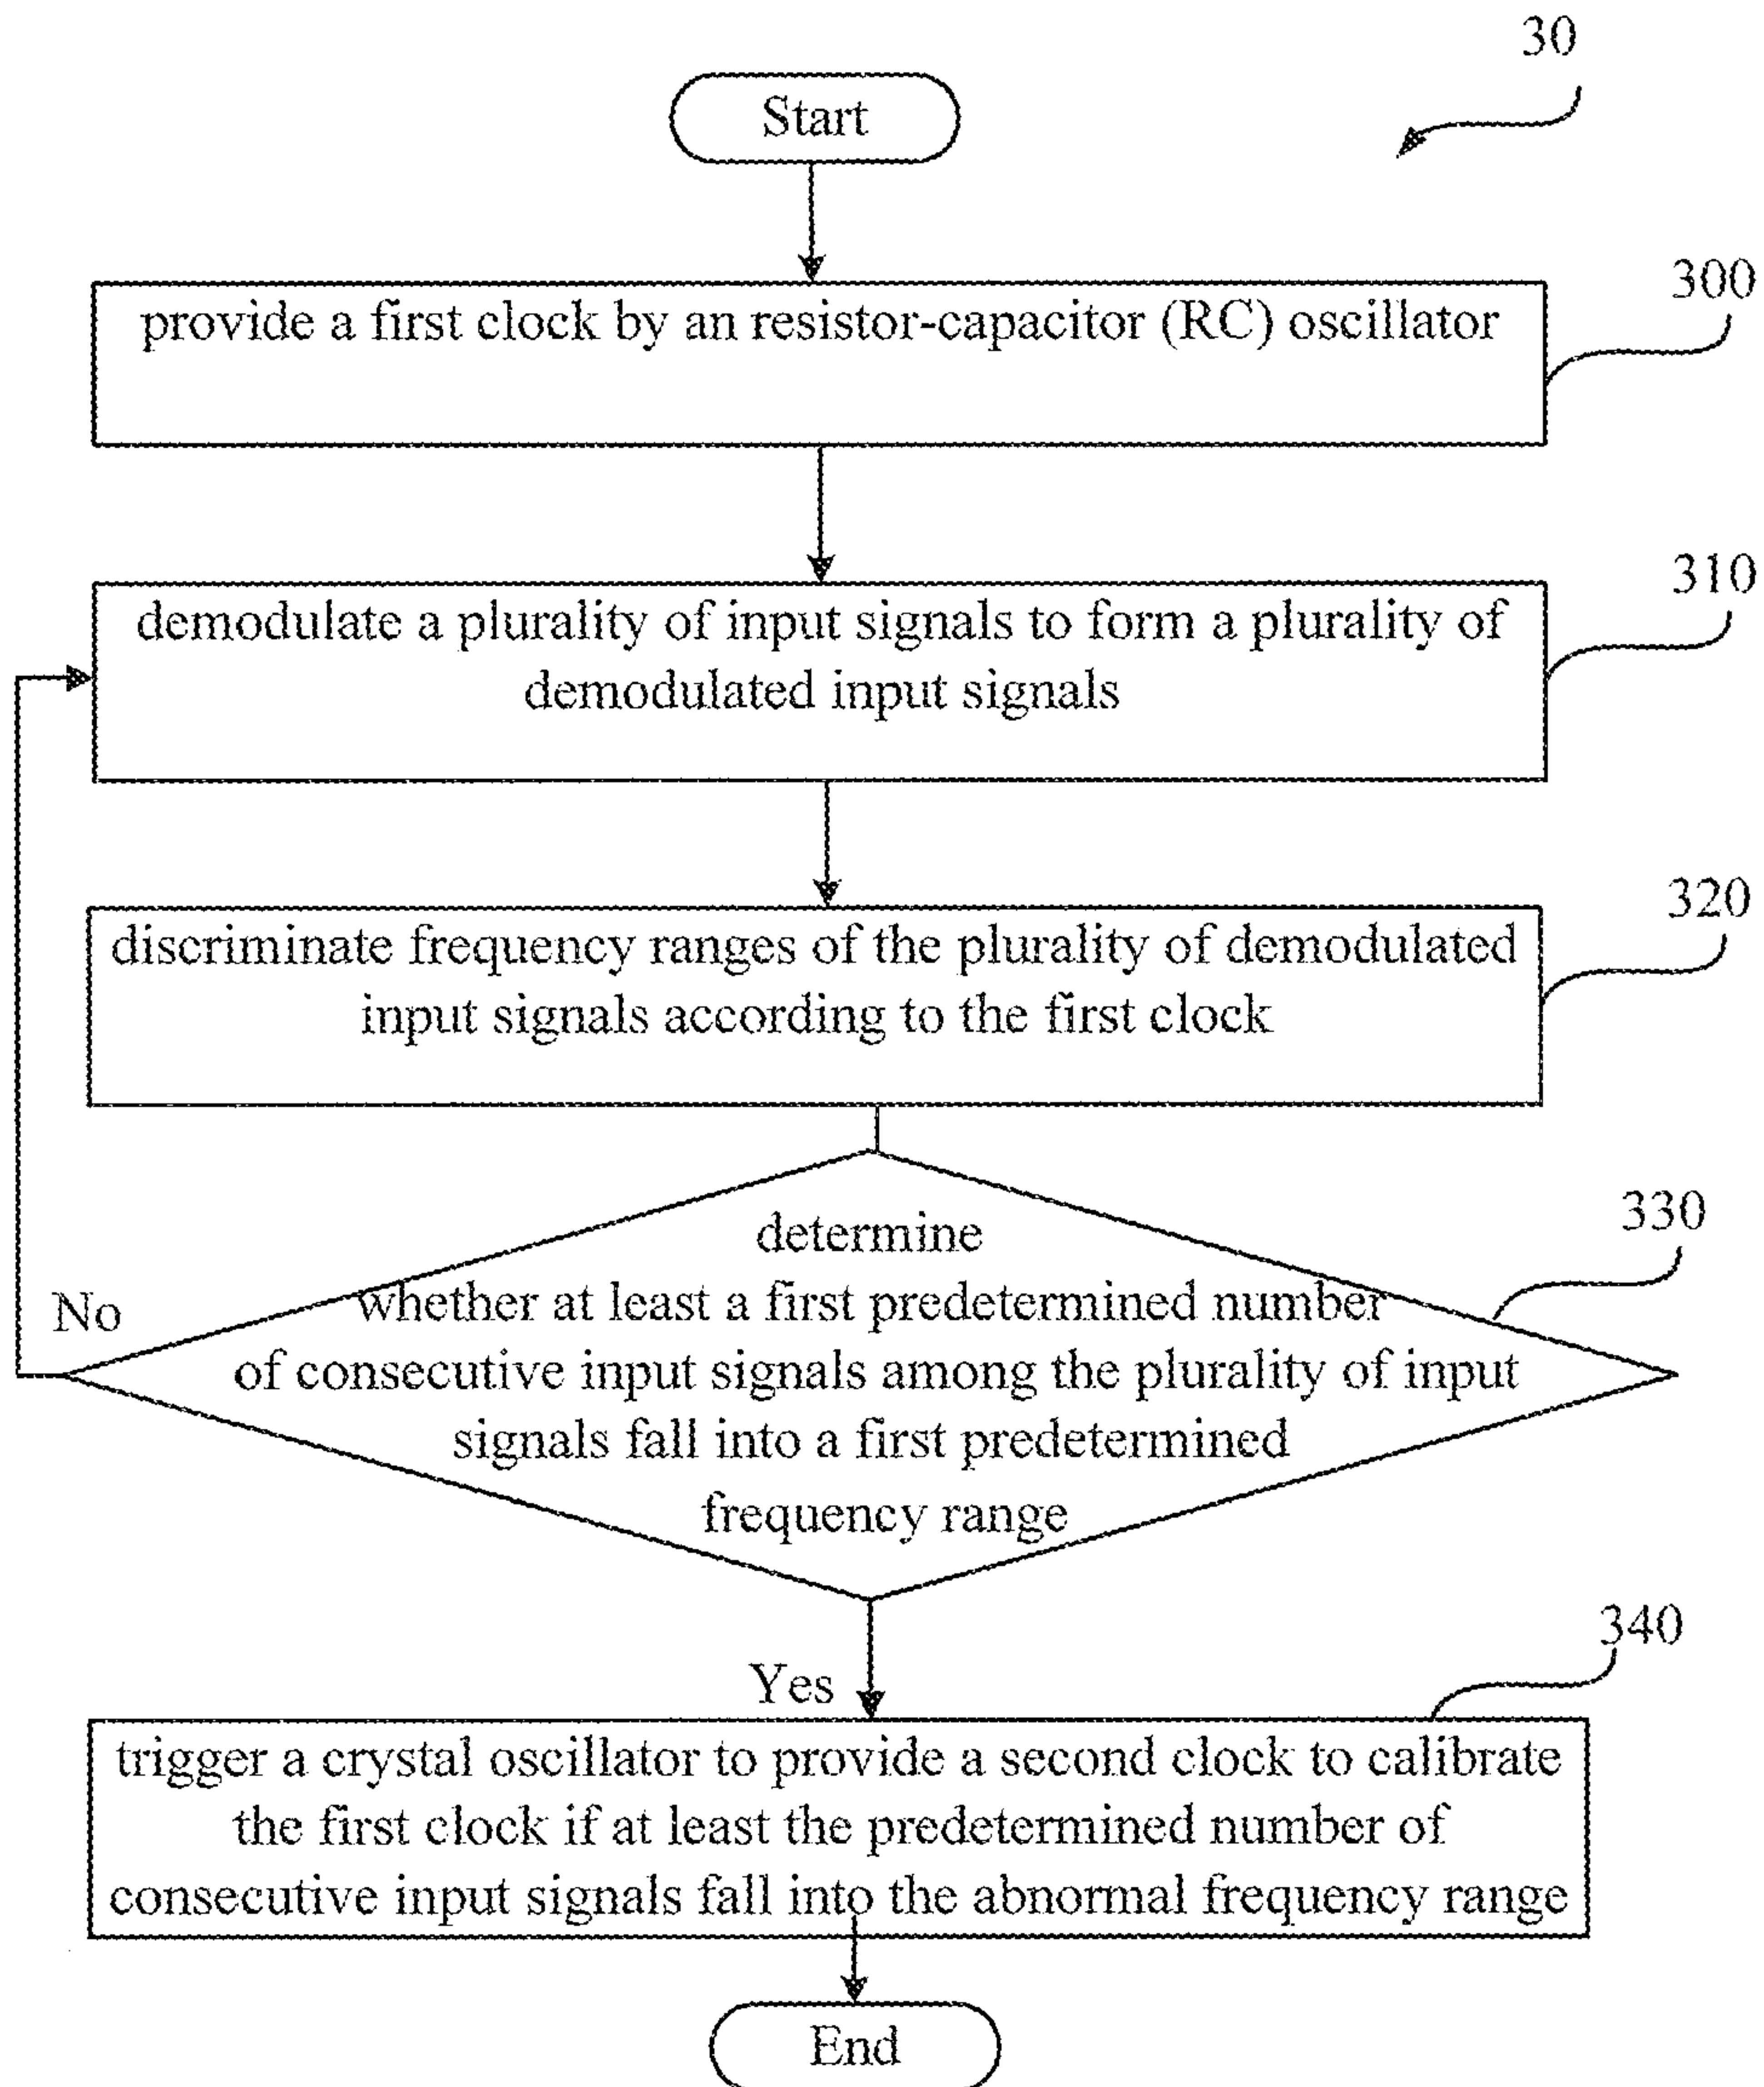 30
Start
provide a first clock by an resistor-capacitor (RC) oscillator
300
demodulate a plurality of input signals to form a plurality of
demodulated input signals
310
discriminate frequency ranges of the plurality of demodulated
input signals according to the first clock
320
determine
whether at least a first predetermined number
of consecutive input signals among the plurality of input
signals fall into a first predetermined
frequency range
330
No
Yes
340
trigger a crystal oscillator to provide a second clock to calibrate
the first clock if at least the predetermined number of
consecutive input signals fall into the abnormal frequency range
End